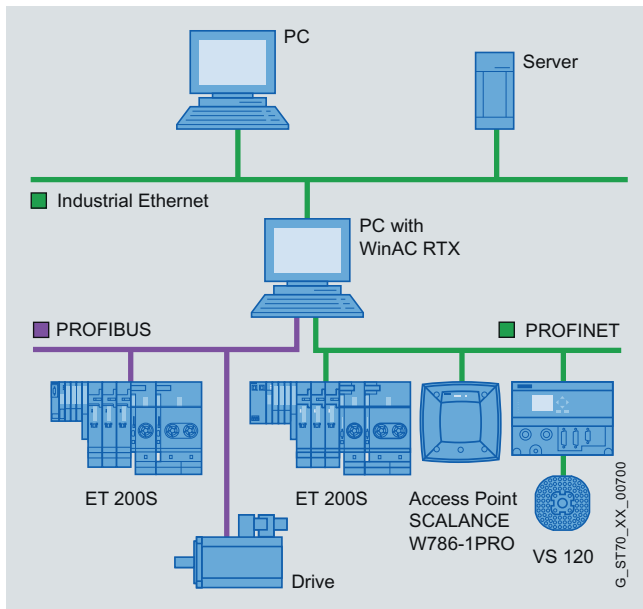 PC
Server
Industrial Ethernet
PC with
WinAC RTX
PROFIBUS
PROFINET
ET 200S
ET 200S
Access Point
SCALANCE
W786-1PRO
VS 120
Drive
G_ST70_XX_00700